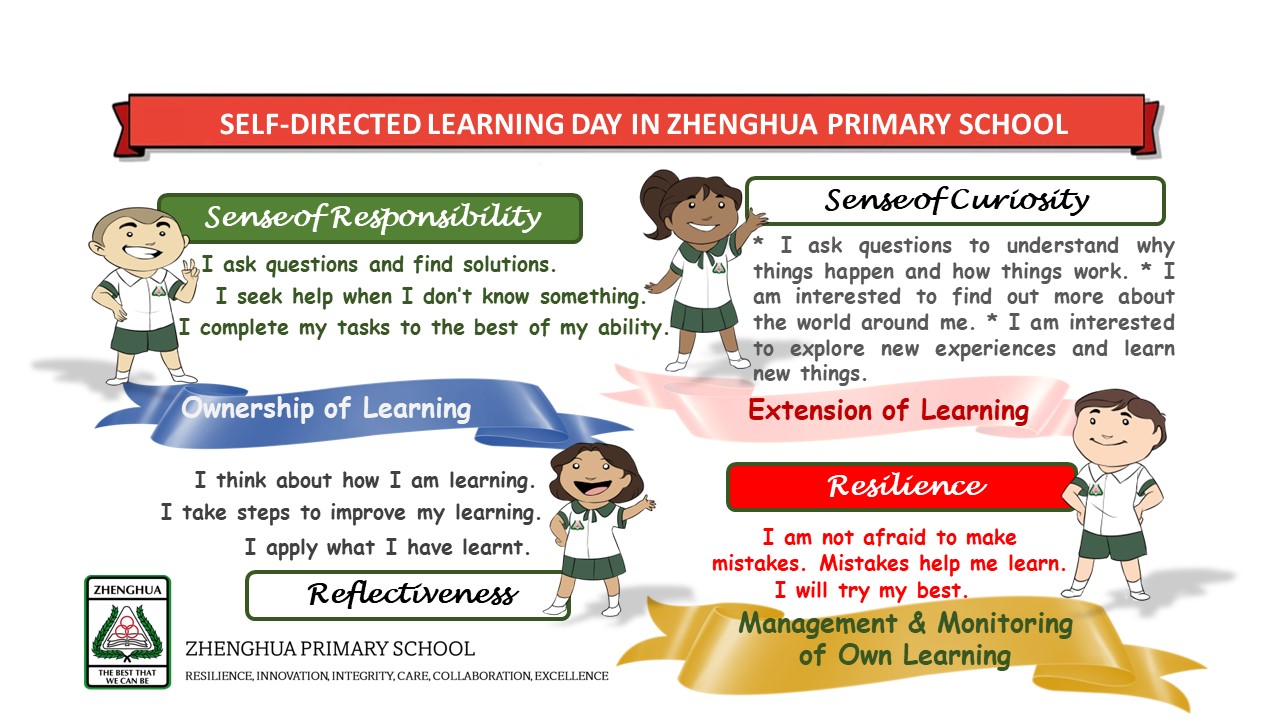 SELF-DIRECTED LEARNING DAY IN ZHENGHUA PRIMARY SCHOOL
Sense of Responsibility
I ask questions and find solutions.
I seek help when I don't know something.
I complete my tasks to the best of my ability.
Ownership of Learning
Sense of Curiosity
* I ask questions to understand why
things happen and how things work. * I
am interested to find out more about
the world around me. * I am interested
to explore new experiences and learn
new things.
Extension of Learning
I think about how I am learning.
I take steps to improve my learning.
I apply what I have learnt.
Reflectiveness
Resilience
I am not afraid to make
mistakes. Mistakes help me learn.
I will try my best.
Management & Monitoring
of Own Learning
ZHENGHUA
THE BEST THAT
WE CAN BE
ZHENGHUA PRIMARY SCHOOL
RESILIENCE, INNOVATION, INTEGRITY, CARE, COLLABORATION, EXCELLENCE